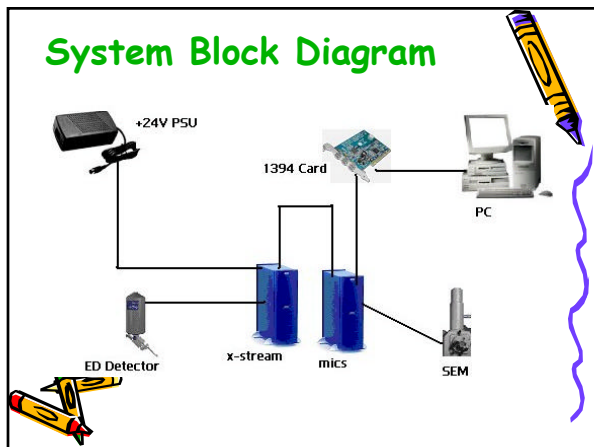 System Block Diagram
+24V PSU
1394 Card
PC
x-stream
mics
ED Detector
SEM